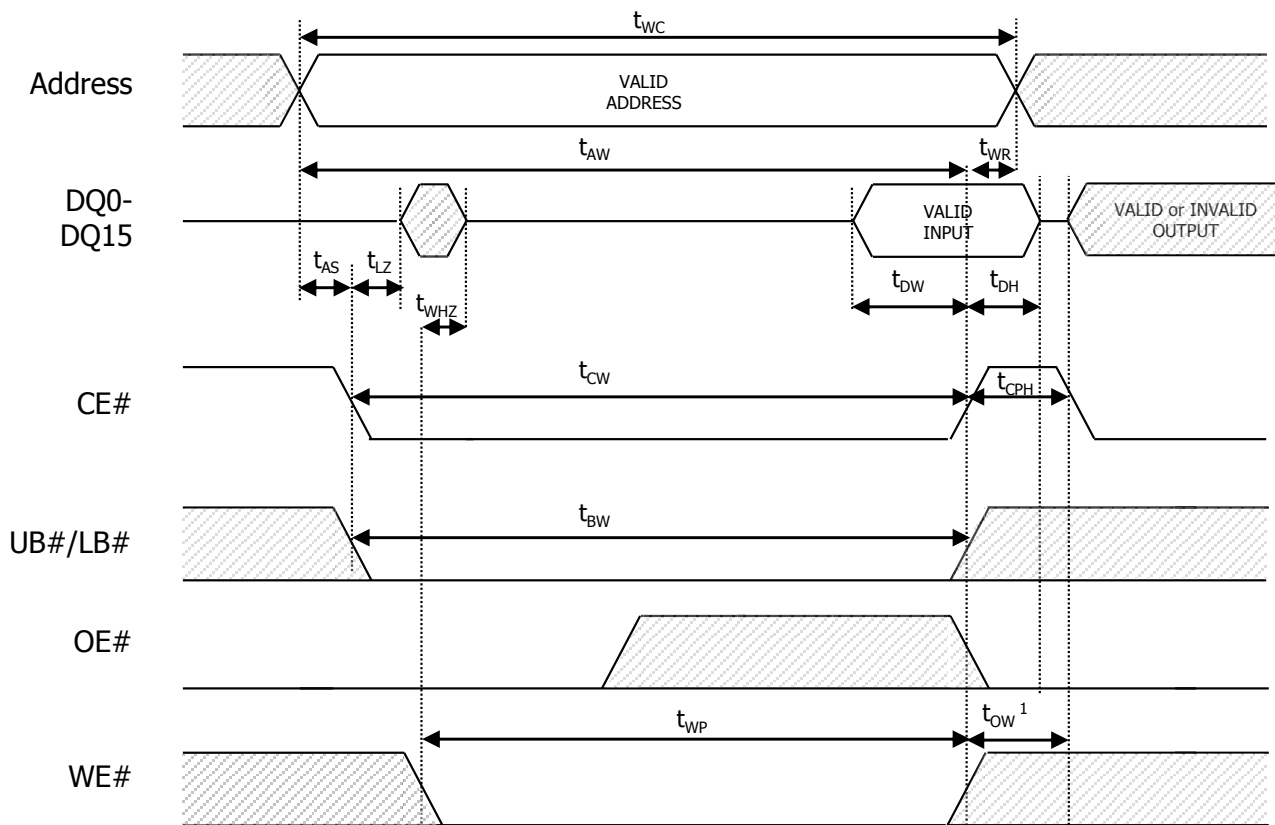 tWC
Address
VALID
ADDRESS
tAW
tWR
DQ0-
DQ15
VALID
INPUT
VALID or INVALID
OUTPUT
tAS
tLZ
tWHZ
tDW
tDH
CE#
tCW
tCPH
UB#/LB#
tBW
OE#
WE#
tWP
tOW 1